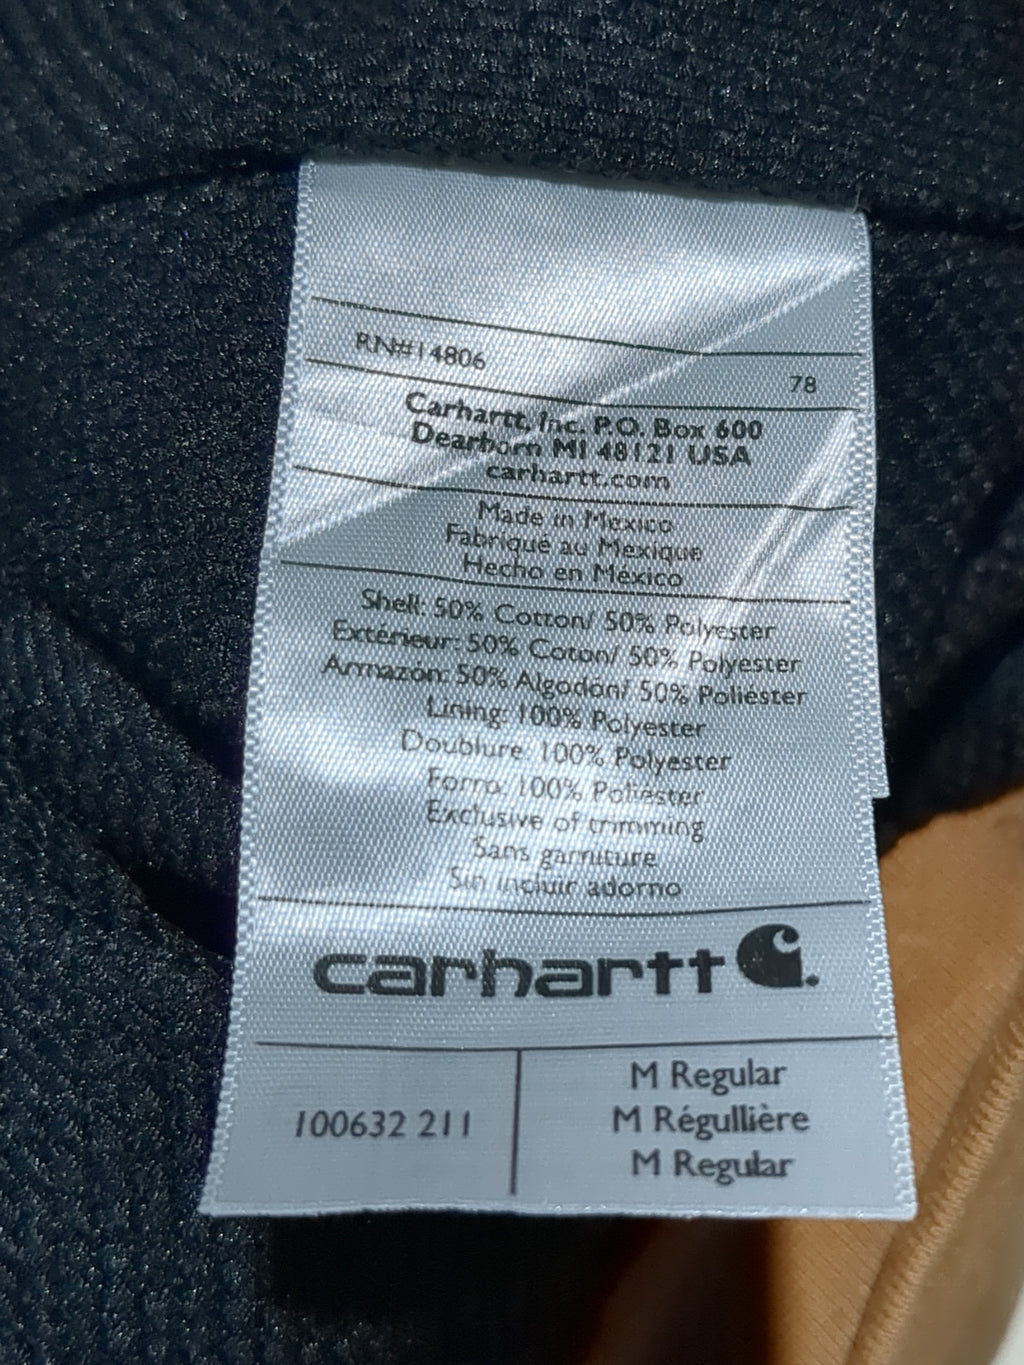 RN#14806
78
Carhartt, Inc. P.O. Box 600
Dearborn MI 48121 USA
carhartt.com
Made in Mexico
Fabriqué au Mexique
Hecho en México
Shell: 50% Cotton/ 50% Polyester
Extérieur: 50% Coton/ 50% Polyester
Armazón: 50% Algodón/ 50% Poliéster
Lining: 100% Polyester
Doublure: 100% Polyester
Forro: 100% Poliester
Exclusive of trimming
Sans garniture
Sin incluir adorno
carhartt
100632 211
M Regular
M Régullière
M Regular